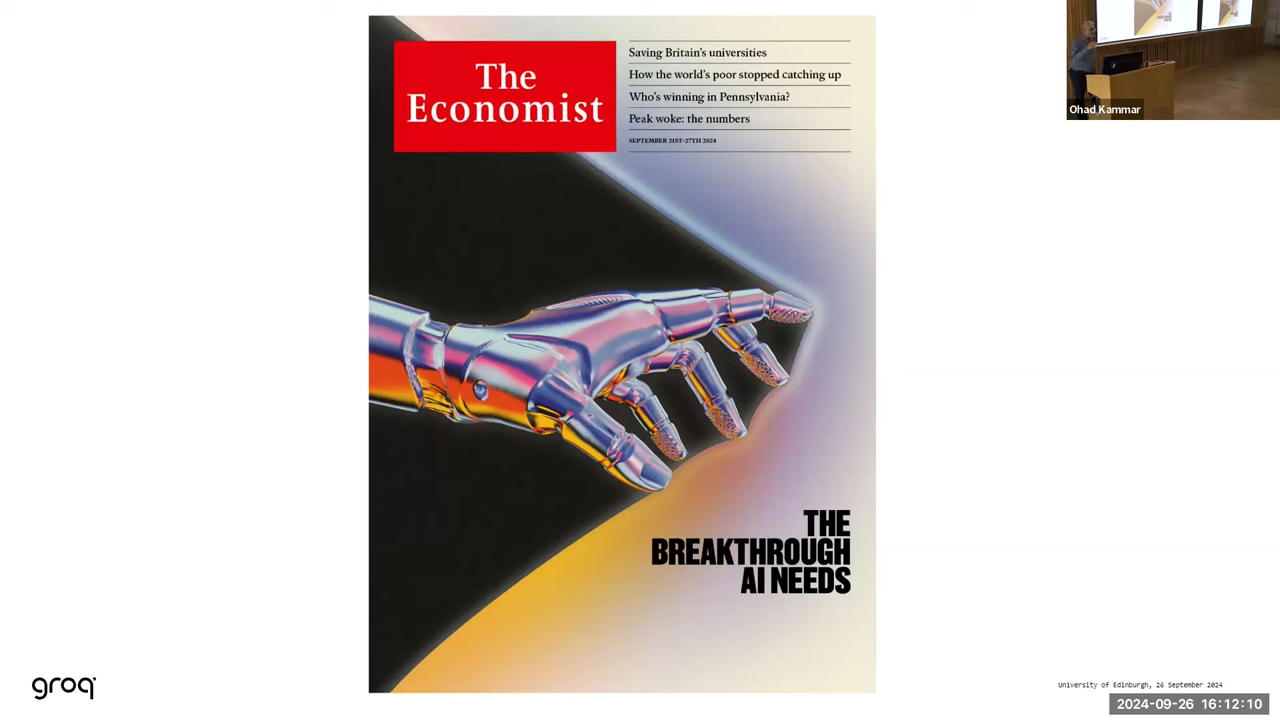 The
Economist
Saving Britain's universities
How the world's poor stopped catching up
Who's winning in Pennsylvania?
Peak woke: the numbers
SEPTEMBER 21ST–27TH 2024
THE
BREAKTHROUGH
AI NEEDS
Ohad Kammar
groq
University of Edinburgh, 26 September 2024
2024-09-26 16:12:10